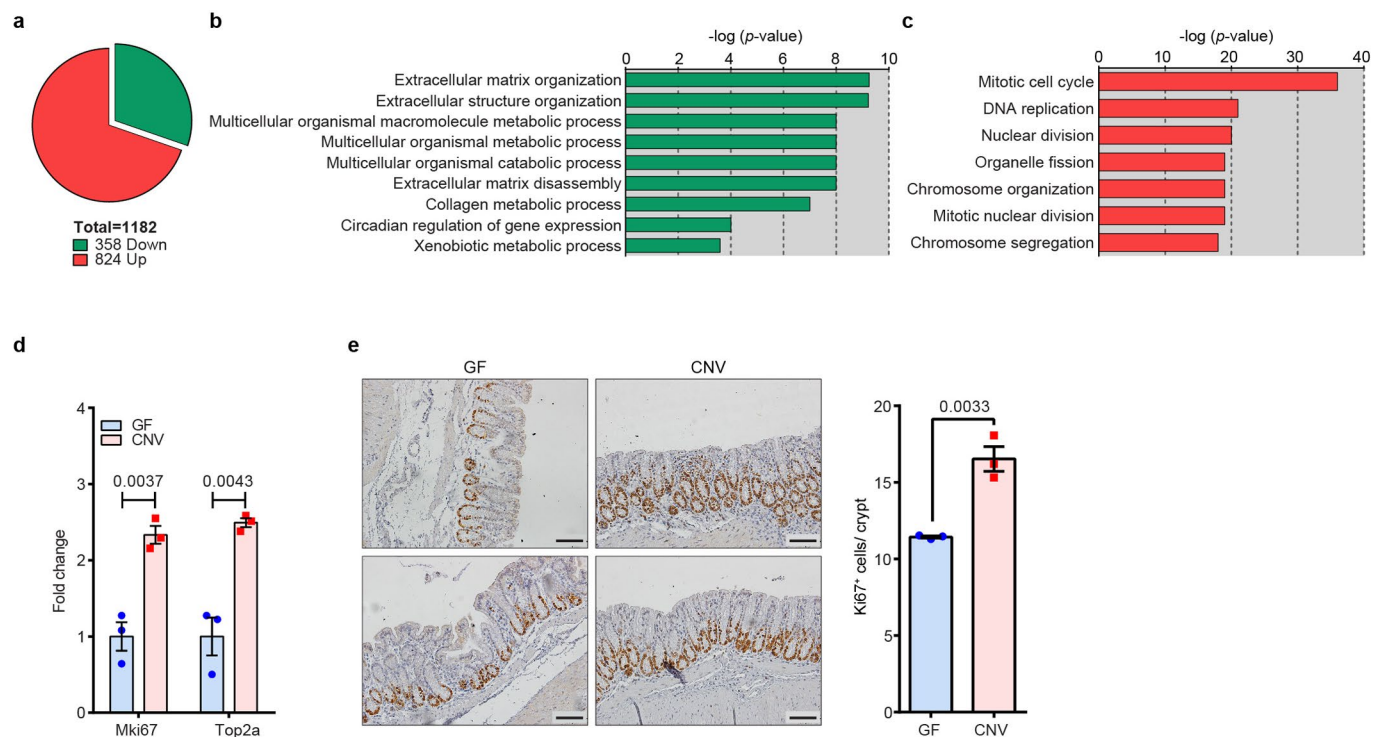 a
Total=1182
358 Down
824 Up
b
-log (p-value)
0 2 4 6 8 10
Extracellular matrix organization
Extracellular structure organization
Multicellular organismal macromolecule metabolic process
Multicellular organismal metabolic process
Multicellular organismal catabolic process
Extracellular matrix disassembly
Collagen metabolic process
Circadian regulation of gene expression
Xenobiotic metabolic process
c
-log (p-value)
0 10 20 30 40
Mitotic cell cycle
DNA replication
Nuclear division
Organelle fission
Chromosome organization
Mitotic nuclear division
Chromosome segregation
d
Fold change
4
3
2
1
0
GF
CNV
0.0037 0.0043
Mki67 Top2a
e
GF CNV
Ki67⁺ cells/ crypt
20
15
10
5
0
0.0033
GF CNV